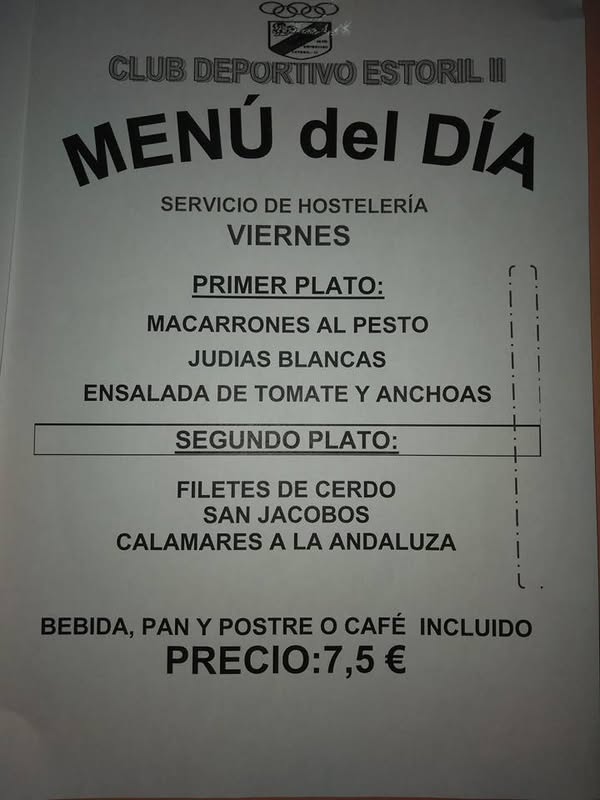 CLUB DEPORTIVO ESTORIL II
MENÚ del DÍA
SERVICIO DE HOSTELERÍA
VIERNES
PRIMER PLATO:
MACARRONES AL PESTO
JUDIAS BLANCAS
ENSALADA DE TOMATE Y ANCHOAS
SEGUNDO PLATO:
FILETES DE CERDO
SAN JACOBOS
CALAMARES A LA ANDALUZA
BEBIDA, PAN Y POSTRE O CAFÉ INCLUIDO
PRECIO:7,5 €